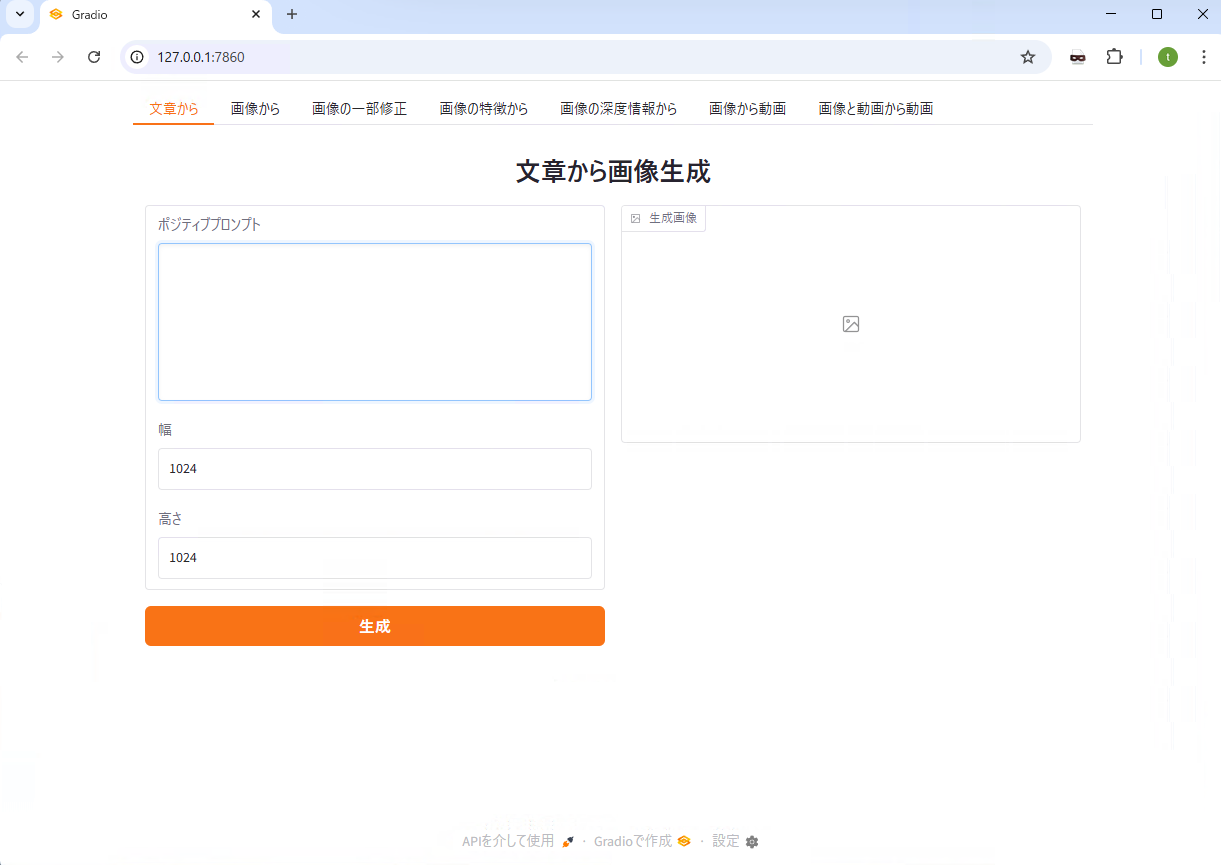 Gradio
127.0.0.1:7860
t
文章から 画像から 画像の一部修正 画像の特徴から 画像の深度情報から 画像から動画 画像と動画から動画
文章から画像生成
ポジティブプロンプト
生成画像
幅
1024
高さ
1024
生成
APIを介して使用 · Gradioで作成 · 設定